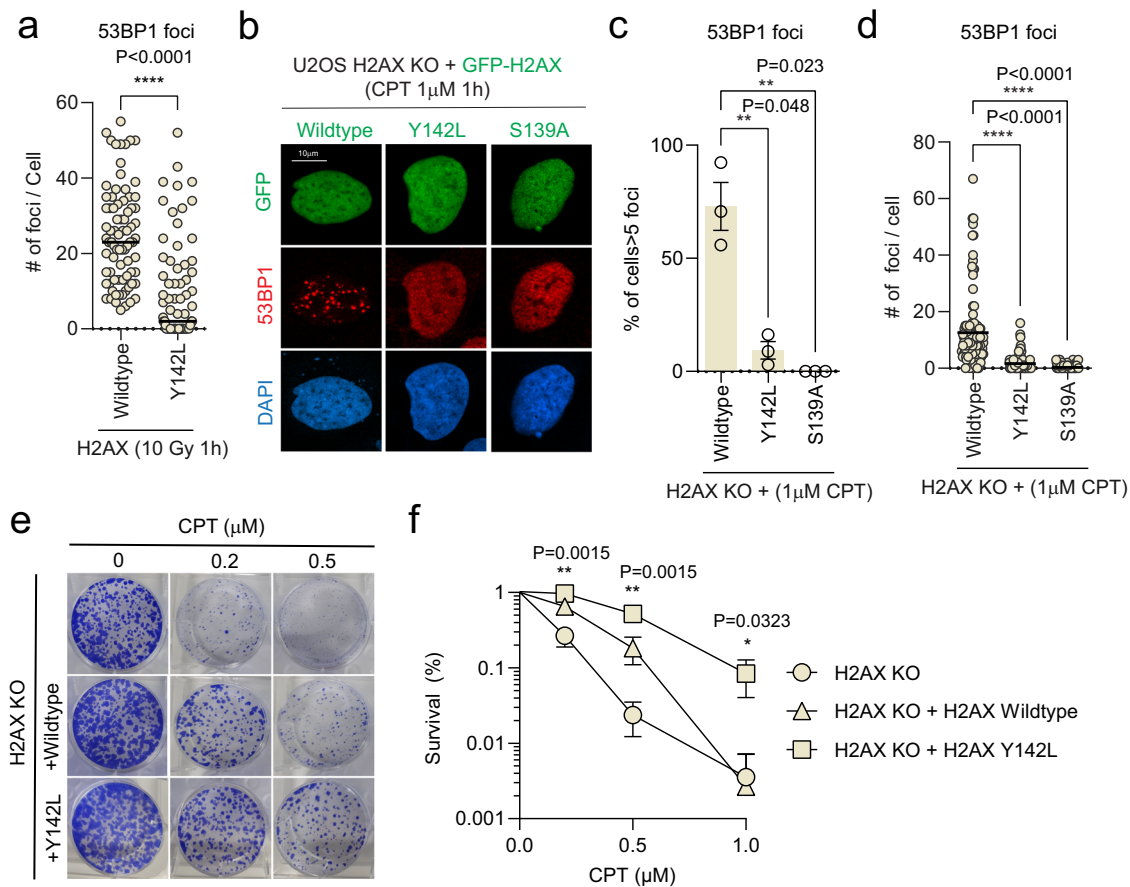 a
53BP1 foci
P<0.0001
****
# of foci / Cell
60
40
20
0
Wildtype
Y142L
H2AX (10 Gy 1h)
b
U2OS H2AX KO + GFP-H2AX
(CPT 1μM 1h)
Wildtype Y142L S139A
10μm
GFP
53BP1
DAPI
c
53BP1 foci
P=0.023
**
P=0.048
**
% of cells>5 foci
100
50
0
Wildtype
Y142L
S139A
H2AX KO + (1μM CPT)
d
53BP1 foci
P<0.0001
****
P<0.0001
****
# of foci / cell
80
60
40
20
0
Wildtype
Y142L
S139A
H2AX KO + (1μM CPT)
e
CPT (μM)
0 0.2 0.5
H2AX KO
+Wildtype
+Y142L
f
P=0.0015
**
P=0.0015
**
P=0.0323
*
Survival (%)
1
0.1
0.01
0.001
0.0 0.5 1.0
CPT (μM)
H2AX KO
H2AX KO + H2AX Wildtype
H2AX KO + H2AX Y142L